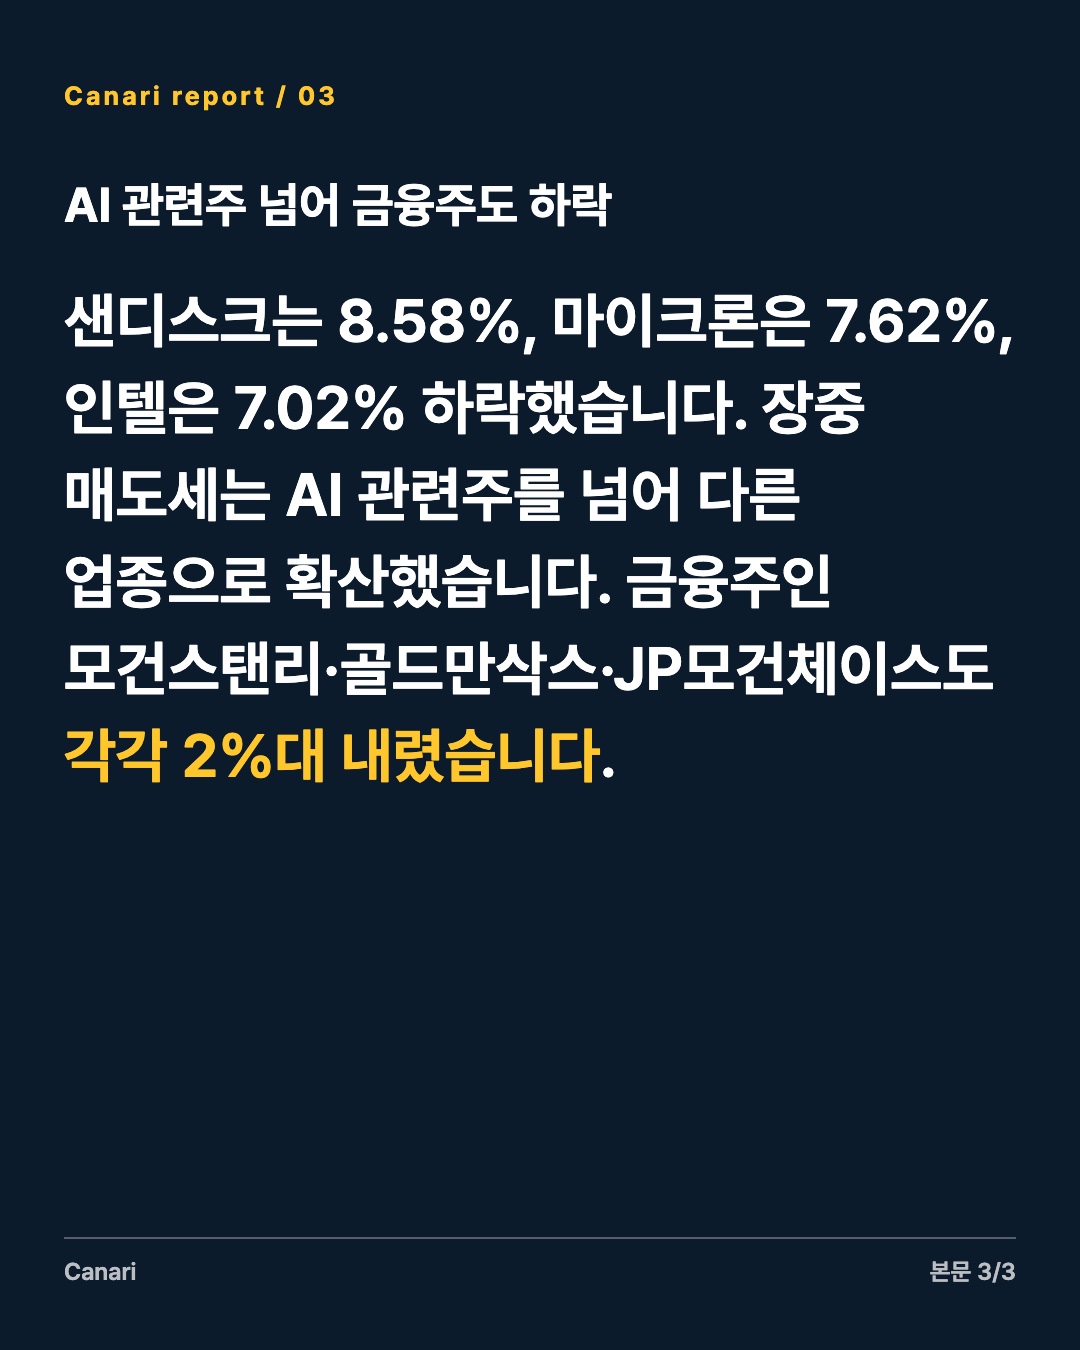 Canari report / 03
AI 관련주 넘어 금융주도 하락
샌디스크는 8.58%, 마이크론은 7.62%,
인텔은 7.02% 하락했습니다. 장중
매도세는 AI 관련주를 넘어 다른
업종으로 확산했습니다. 금융주인
모건스탠리·골드만삭스·JP모건체이스도
각각 2%대 내렸습니다.
Canari
본문 3/3